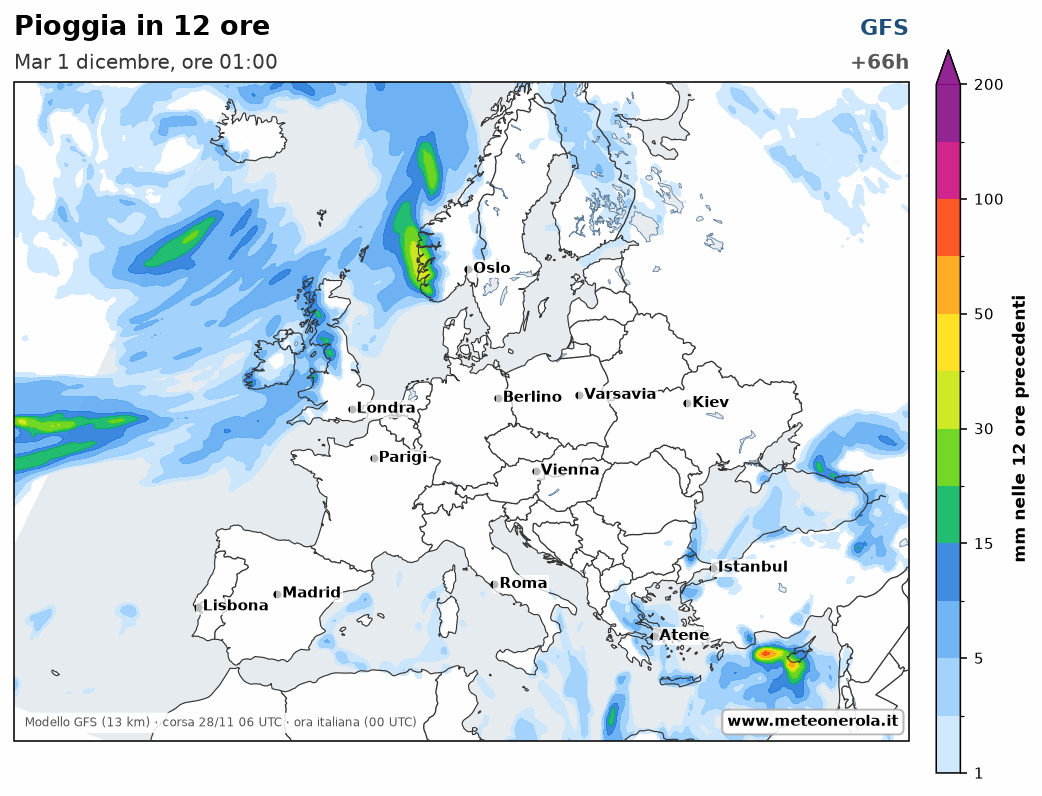 Pioggia in 12 ore
GFS
Mar 1 dicembre, ore 01:00
+66h
200
100
50
30
15
5
1
mm nelle 12 ore precedenti
Oslo
Berlino
Varsavia
Kiev
Londra
Parigi
Vienna
Istanbul
Roma
Madrid
Lisbona
Atene
Modello GFS (13 km) · corsa 28/11 06 UTC · ora italiana (00 UTC)
www.meteonerola.it